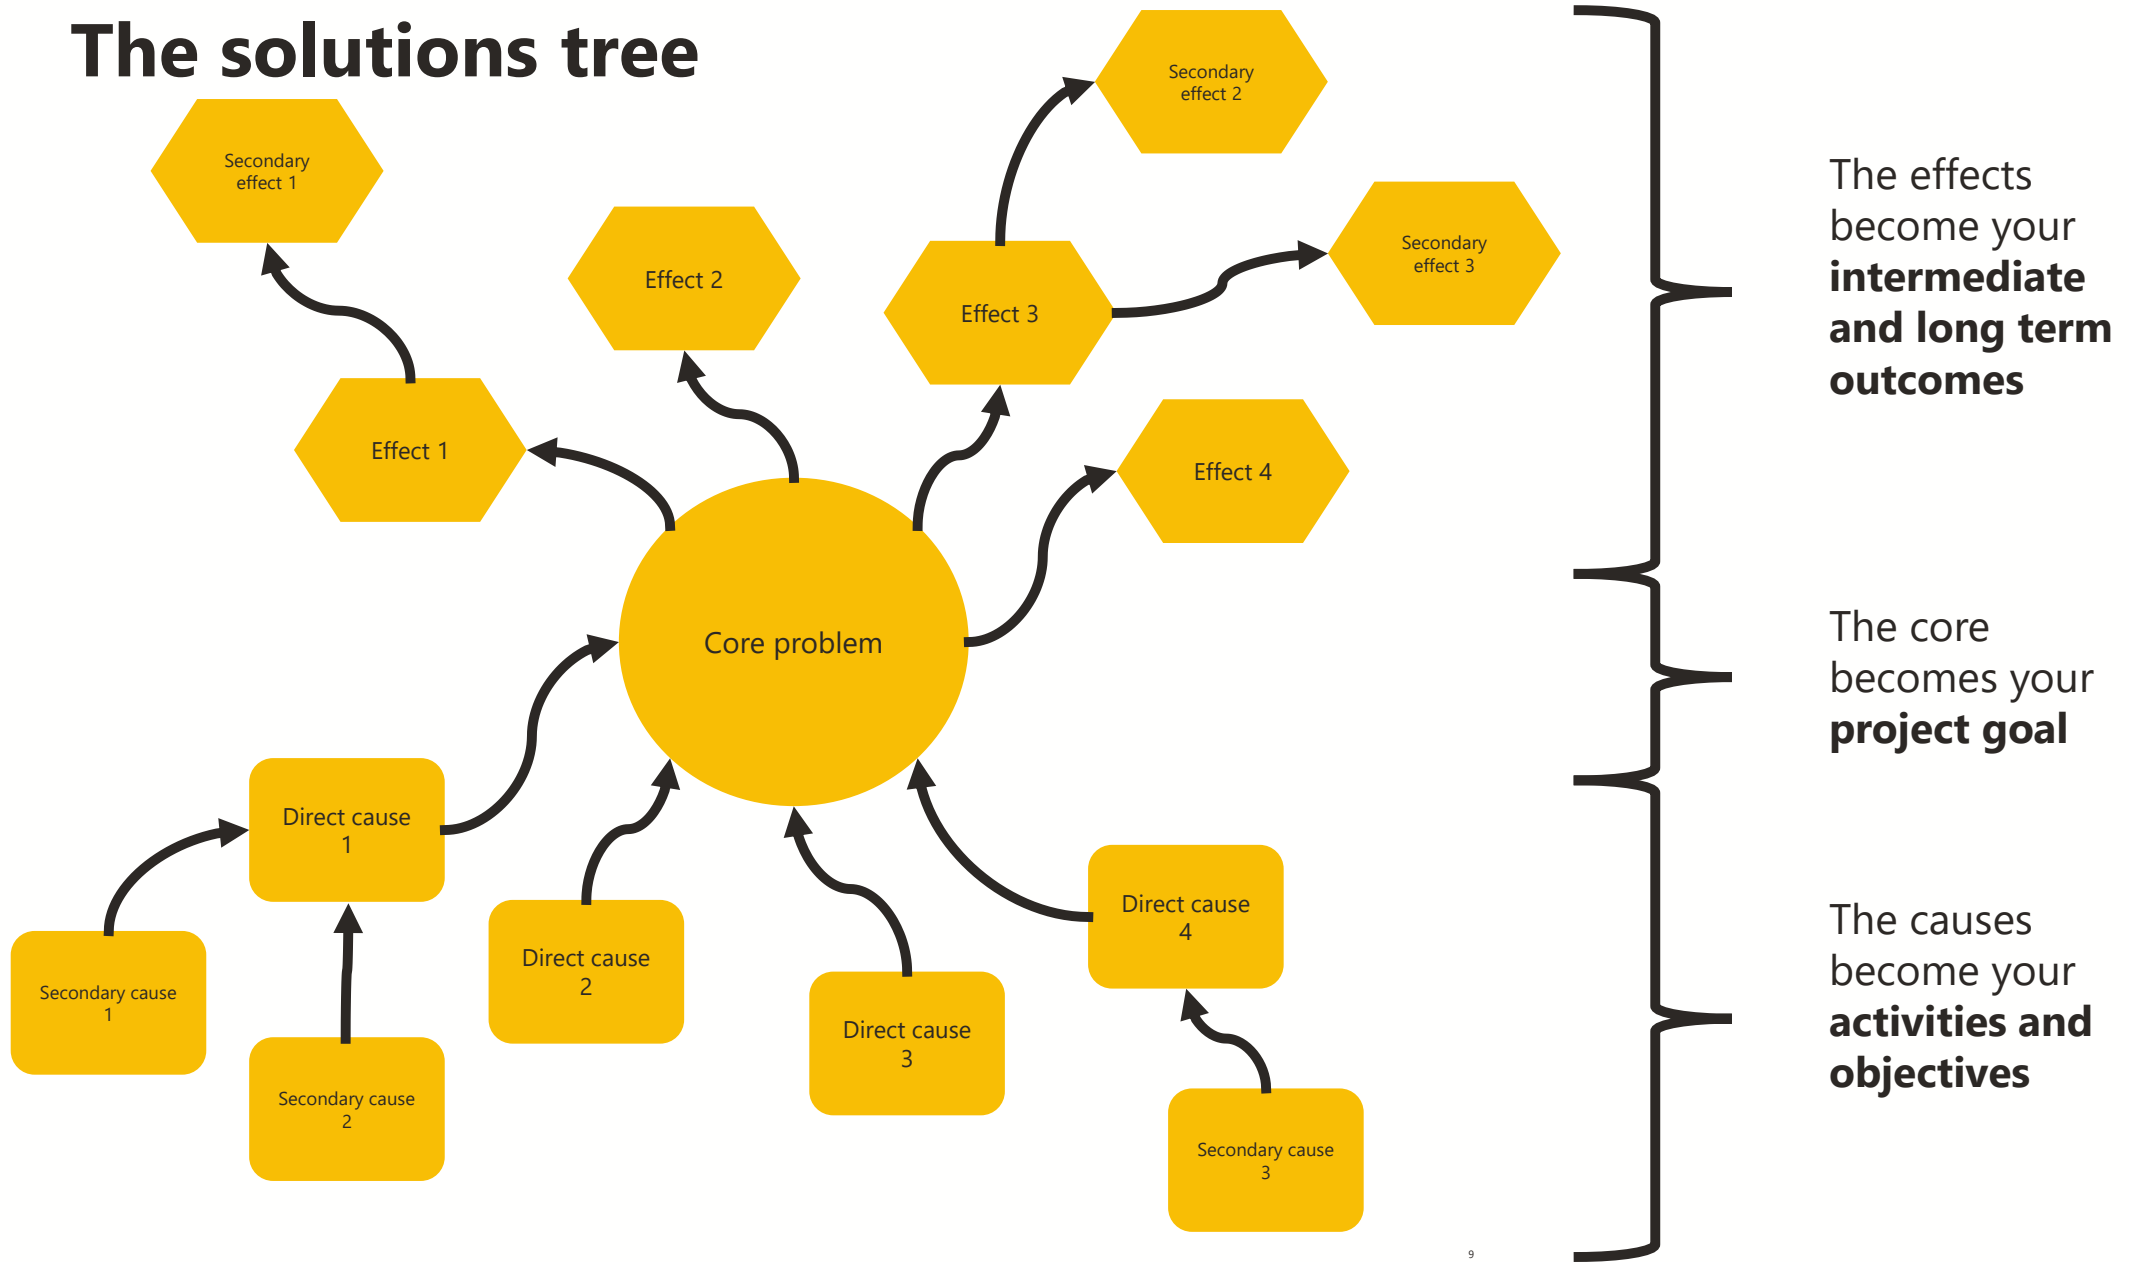 The solutions tree
Secondary
effect 1
Effect 2
Effect 1
Secondary
effect 2
Secondary
effect 3
Effect 3
Effect 4
Core problem
Direct cause
1
Secondary cause
1
Secondary cause
2
Direct cause
2
Direct cause
3
Direct cause
4
Secondary cause
3
The effects
become your
intermediate
and long term
outcomes
The core
becomes your
project goal
The causes
become your
activities and
objectives
9